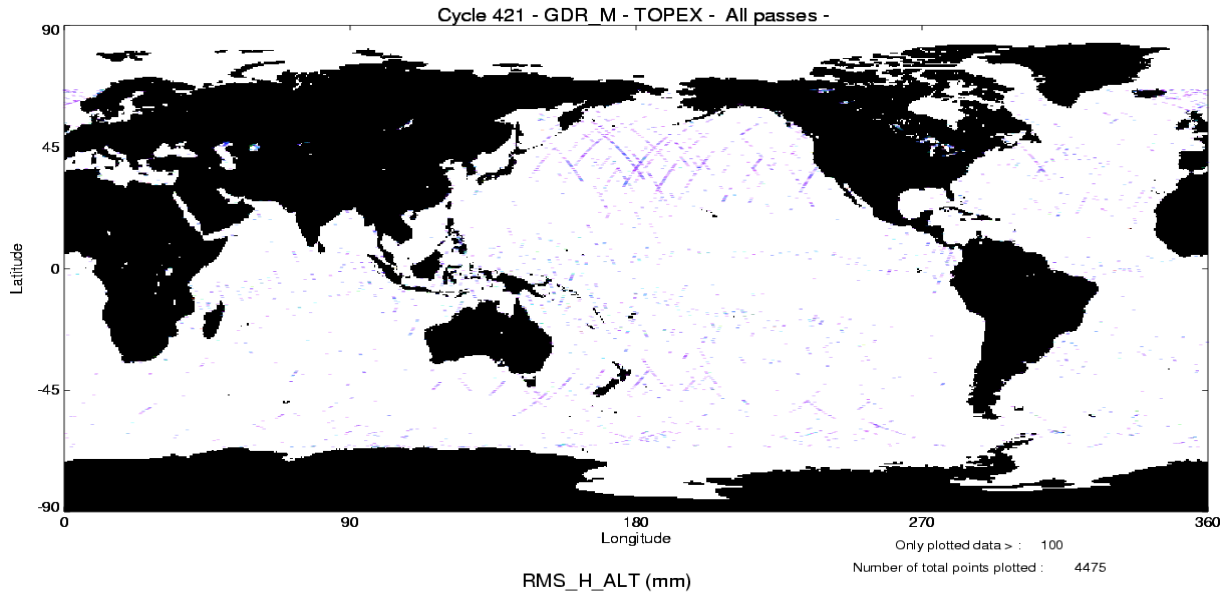 Cycle 421 - GDR_M - TOPEX - All passes -
90
45
0
-45
-90
Latitude
0 90 180 270 360
Longitude
Only plotted data > : 100
Number of total points plotted : 4475
RMS_H_ALT (mm)